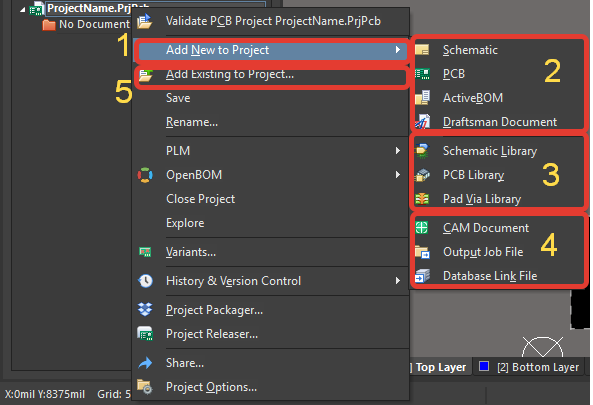 ProjectName.PrjPcb
No Document
1
5
Validate PCB Project ProjectName.PrjPcb
Add New to Project
Add Existing to Project...
Save
Rename...
PLM
OpenBOM
Close Project
Explore
Variants...
History & Version Control
Project Packager...
Project Releaser...
Share...
Project Options...
Schematic
PCB
ActiveBOM
Draftsman Document
2
Schematic Library
PCB Library
Pad Via Library
3
CAM Document
Output Job File
Database Link File
4
] Top Layer
[2] Bottom Layer
X:0mil Y:8375mil Grid: 5